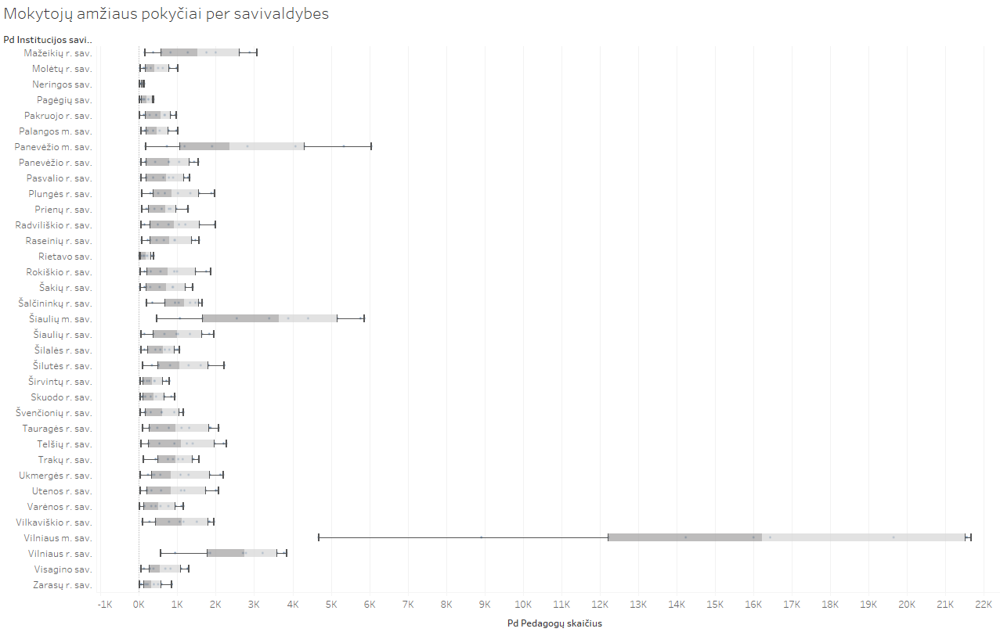 Mokytojų amžiaus pokyčiai per savivaldybes
Pd Institucijos savi..
Mažeikių r. sav.
Molėtų r. sav.
Neringos sav.
Pagėgių sav.
Pakruojo r. sav.
Palangos m. sav.
Panevėžio m. sav.
Panevėžio r. sav.
Pasvalio r. sav.
Plungės r. sav.
Prienų r. sav.
Radviliškio r. sav.
Raseinių r. sav.
Rietavo sav.
Rokiškio r. sav.
Šakių r. sav.
Šalčininkų r. sav.
Šiaulių m. sav.
Šiaulių r. sav.
Šilalės r. sav.
Šilutės r. sav.
Širvintų r. sav.
Skuodo r. sav.
Švenčionių r. sav.
Tauragės r. sav.
Telšių r. sav.
Trakų r. sav.
Ukmergės r. sav.
Utenos r. sav.
Varėnos r. sav.
Vilkaviškio r. sav.
Vilniaus m. sav.
Vilniaus r. sav.
Visagino sav.
Zarasų r. sav.
-1K 0K 1K 2K 3K 4K 5K 6K 7K 8K 9K 10K 11K 12K 13K 14K 15K 16K 17K 18K 19K 20K 21K 22K
Pd Pedagogų skaičius